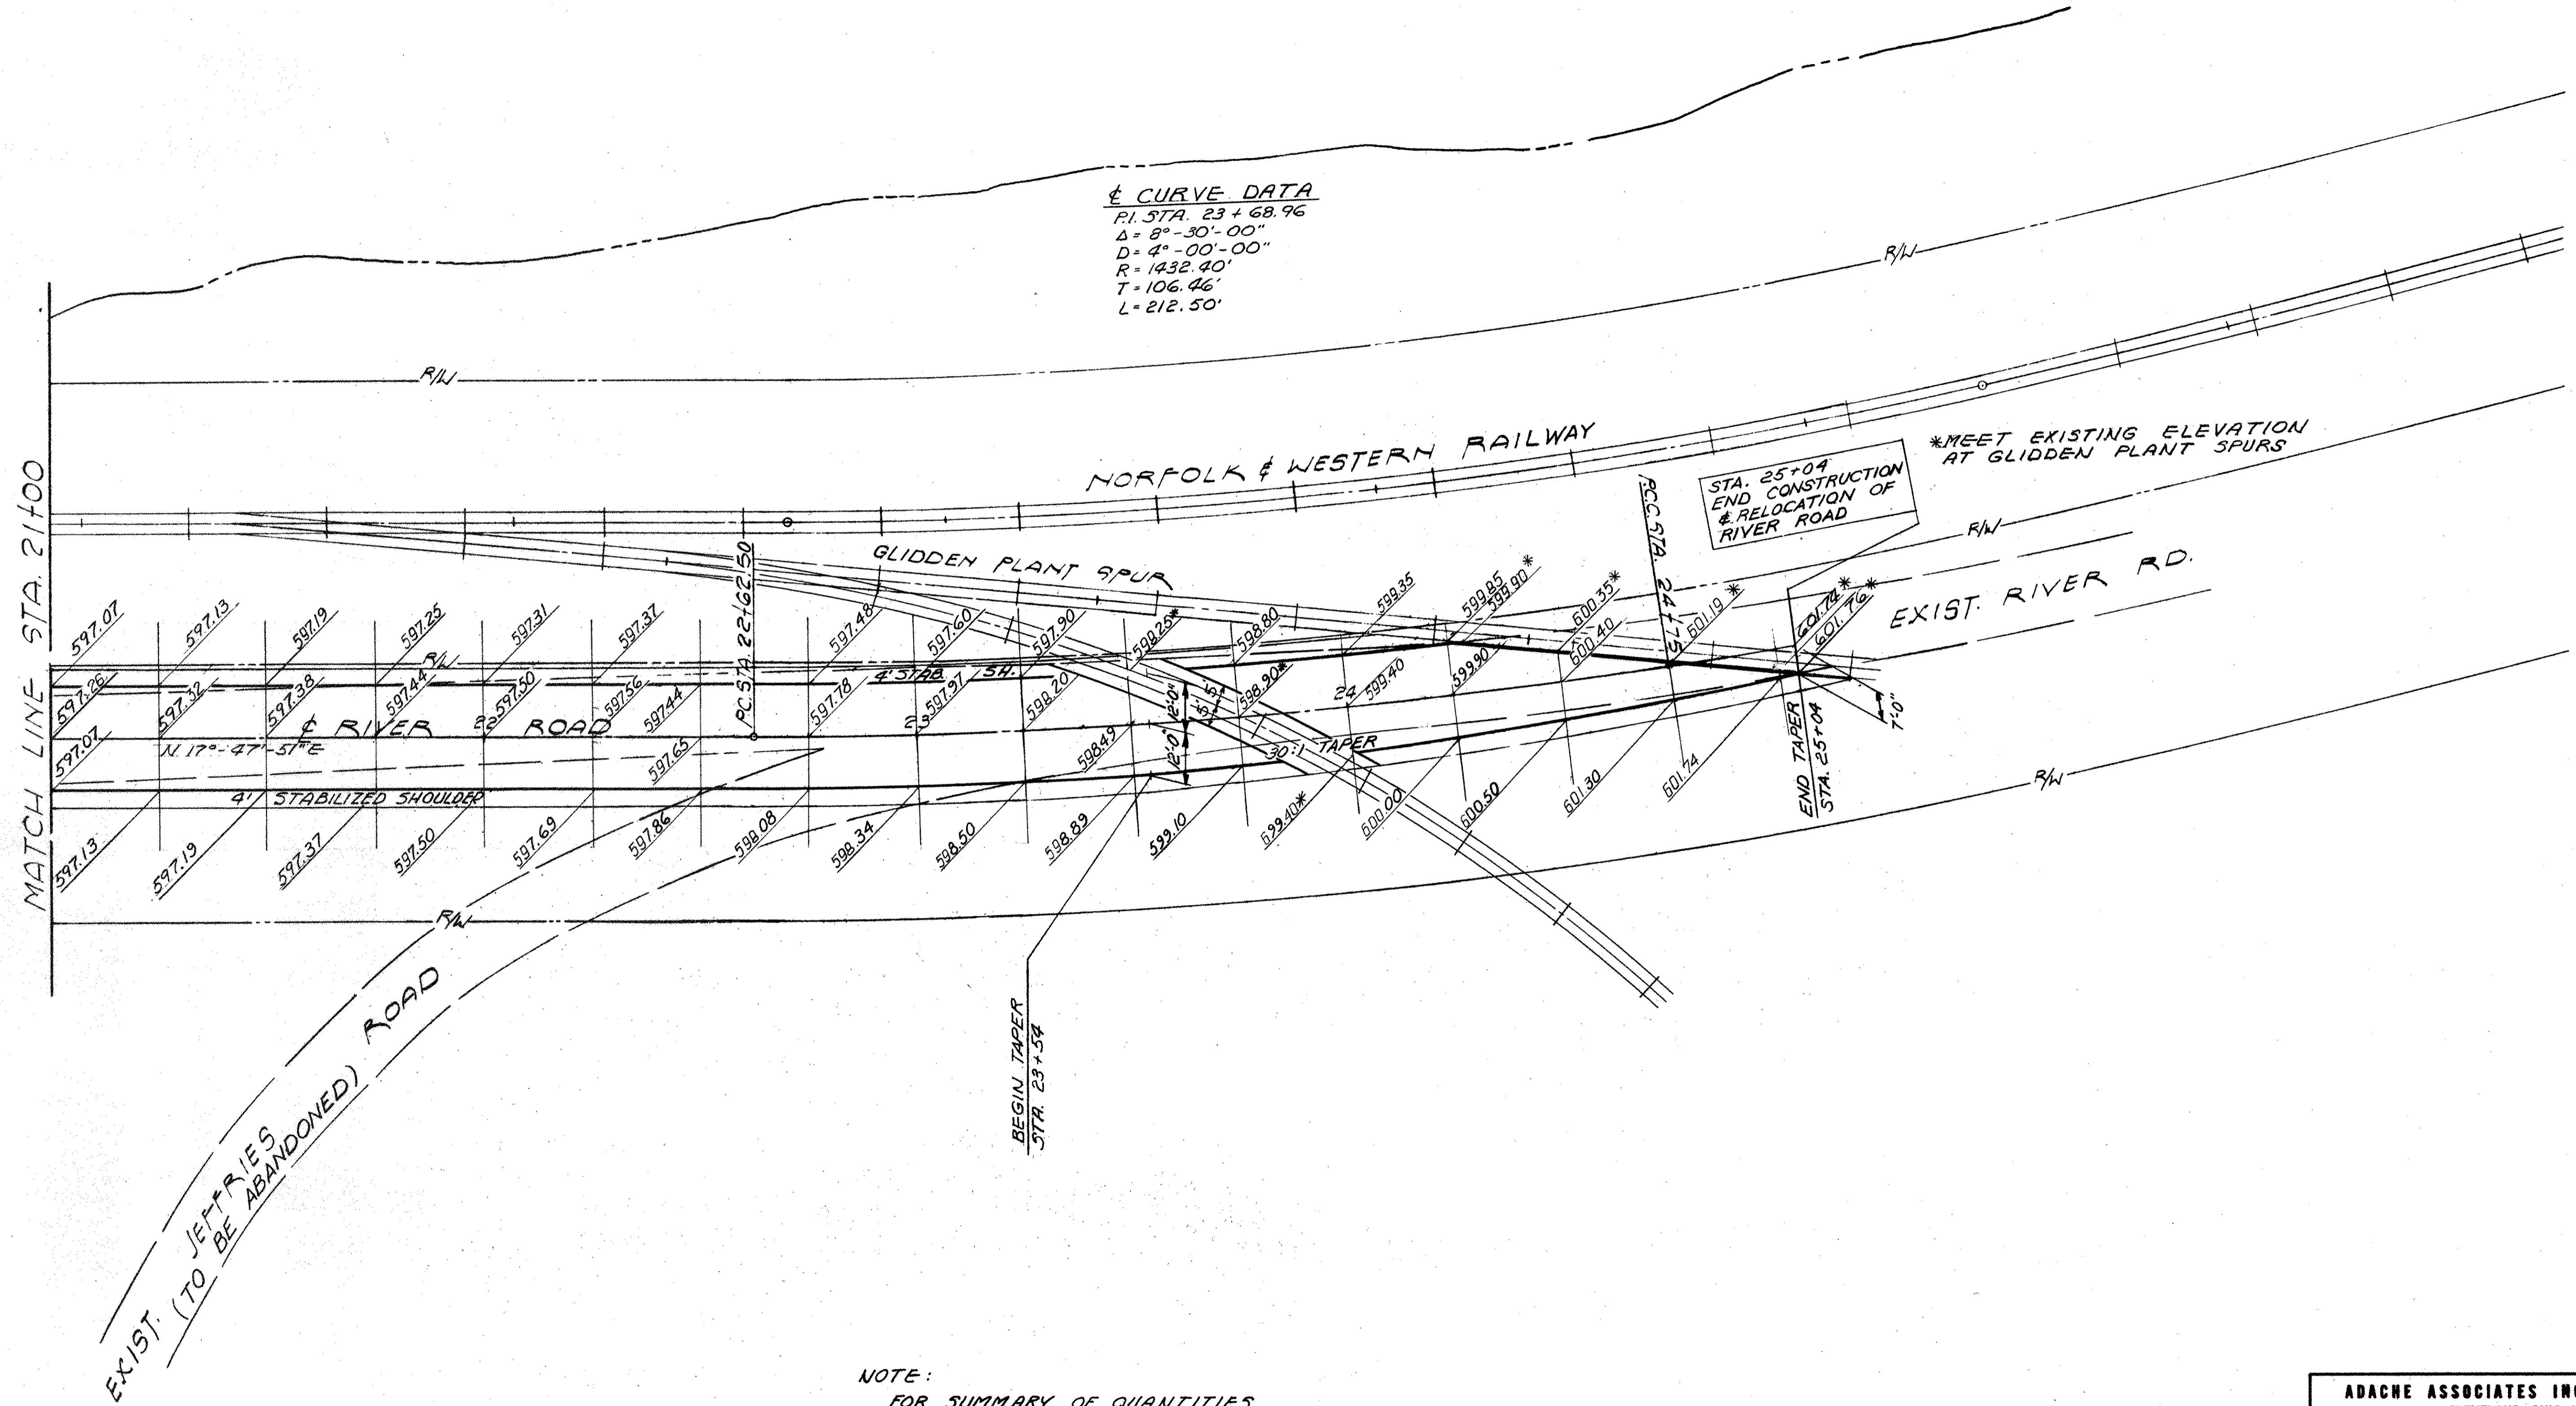 ₵ CURVE DATA
P.I. STA. 23 + 68.96
Δ = 8°-30'-00"
D = 4°-00'-00"
R = 1432.40'
T = 106.46'
L = 212.50'
R/W
R/W
NORFOLK & WESTERN RAILWAY
*MEET EXISTING ELEVATION
AT GLIDDEN PLANT SPURS
STA. 25+04
END CONSTRUCTION
₵ RELOCATION OF
RIVER ROAD
P.C.C. STA. 24+75
R/W
EXIST. RIVER RD.
MATCH LINE STA. 21+00
GLIDDEN PLANT SPUR
P.C. STA. 22+62.50
597.07
597.13
597.19
597.25
597.31
597.37
597.48
597.60
597.90
598.25*
598.80
599.35
599.85
599.90*
600.35*
600.40
601.19*
601.74*
601.76*
R/W
4' STAB. SH.
597.26
597.32
597.38
597.44
597.50
597.56
597.44
597.78
597.97
598.20
598.90*
599.40
599.90
22
23
24
₵ RIVER ROAD
N. 17°-47'-51" E
597.07
597.65
598.49
12'-0"
12'-0"
5'
5'
30:1 TAPER
7'-0"
END TAPER
STA. 25+04
4' STABILIZED SHOULDER
597.13
597.19
597.37
597.50
597.69
597.86
598.08
598.34
598.50
598.89
599.10
599.40*
600.00
600.50
601.30
601.74
R/W
R/W
BEGIN TAPER
STA. 23+54
EXIST. JEFFRIES ROAD
(TO BE ABANDONED)
NOTE:
FOR SUMMARY OF QUANTITIES
ADACHE ASSOCIATES INC